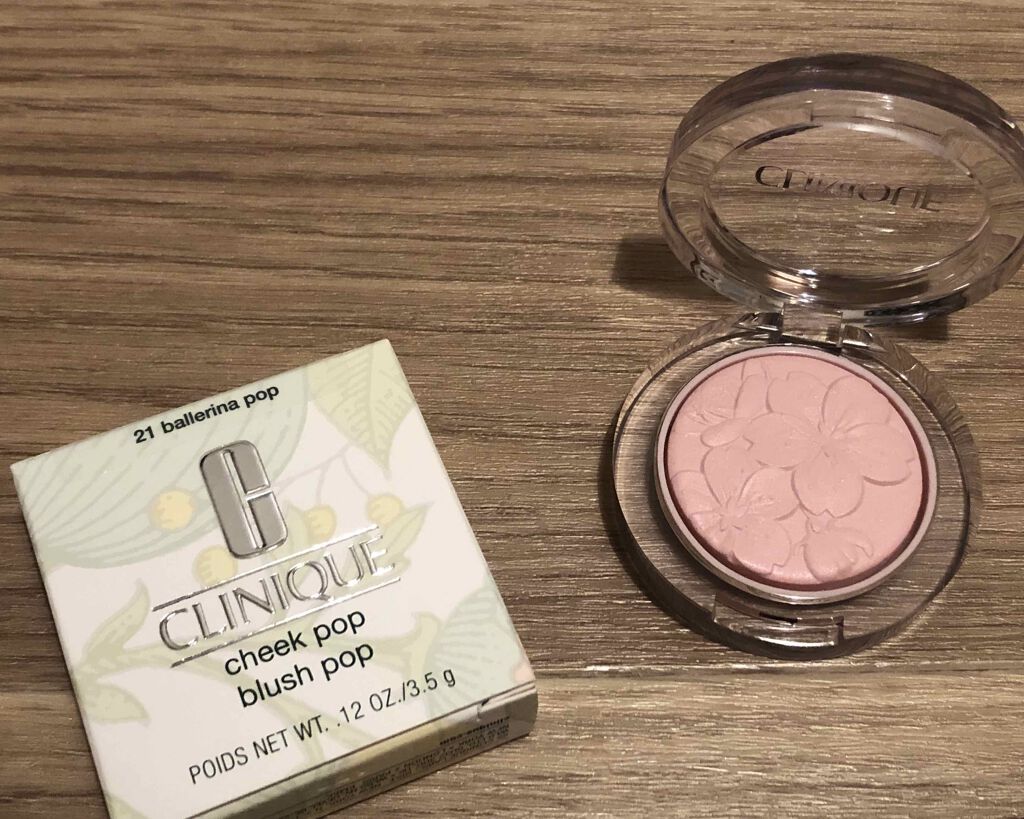 21 ballerina pop
CLINIQUE
cheek pop
blush pop
POIDS NET WT. .12 OZ./3.5 g
CLINIQUE